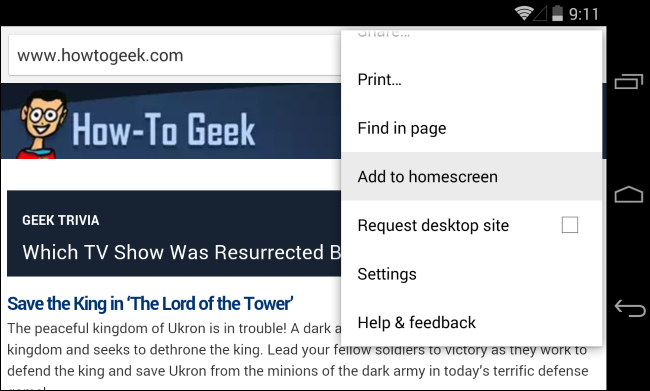 9:11
www.howtogeek.com
Share...
Print...
Find in page
Add to homescreen
Request desktop site
Settings
Help & feedback
How-To Geek
GEEK TRIVIA
Which TV Show Was Resurrected B
Save the King in ‘The Lord of the Tower’
The peaceful kingdom of Ukron is in trouble! A dark a
kingdom and seeks to dethrone the king. Lead your fellow soldiers to victory as they work to
defend the king and save Ukron from the minions of the dark army in today's terrific defense
game!